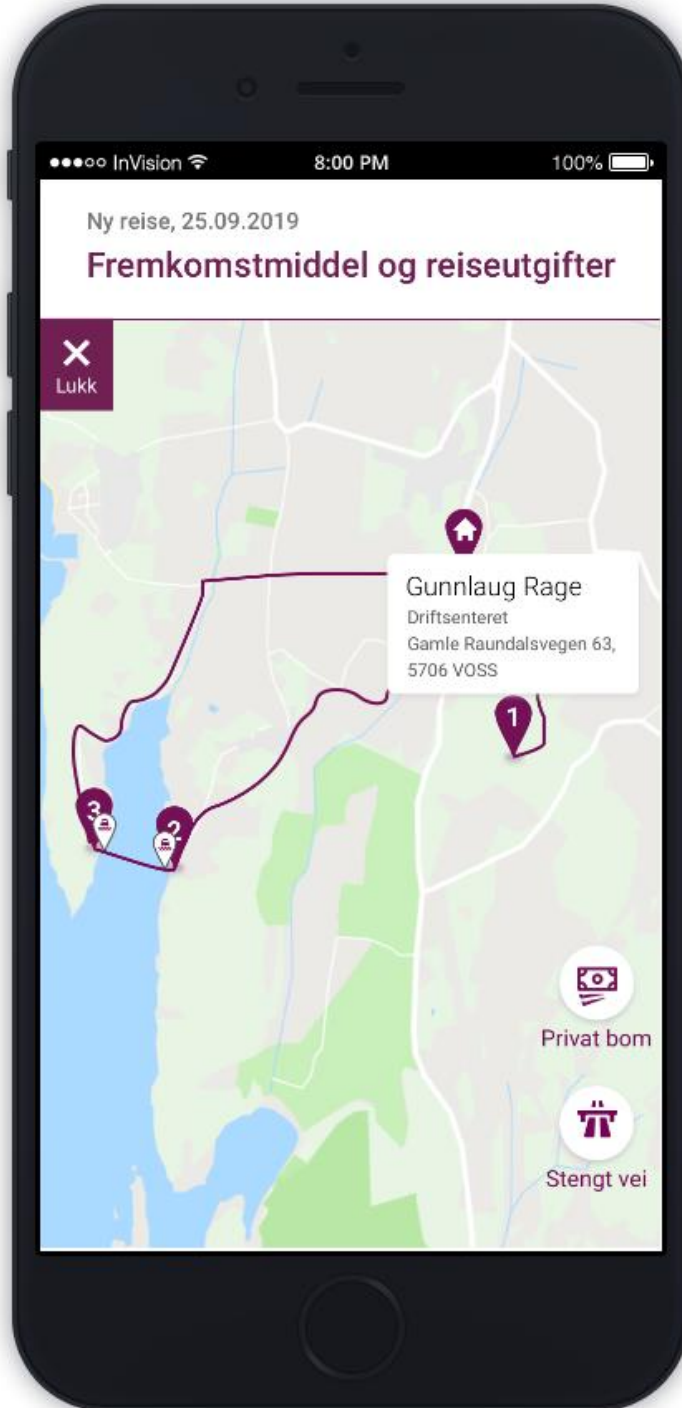 InVision 8:00 PM 100%
Ny reise, 25.09.2019
Fremkomstmiddel og reiseutgifter
Lukk
Gunnlaug Rage
Driftsenteret
Gamle Raundalsvegen 63,
5706 VOSS
1
3
2
Privat bom
Stengt vei